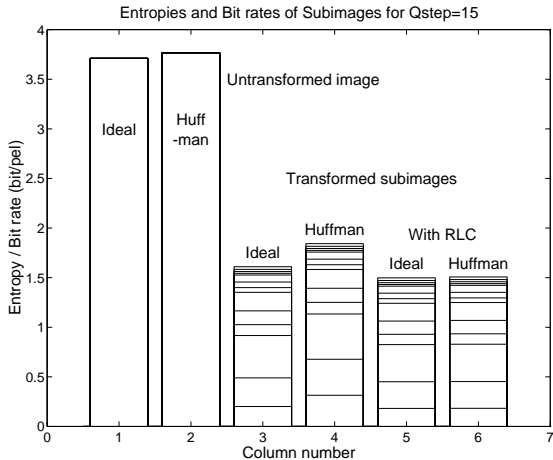 Entropies and Bit rates of Subimages for Qstep=15
4
3.5
3
2.5
2
1.5
1
0.5
0
Entropy / Bit rate (bit/pel)
Untransformed image
Ideal
Huff
-man
Transformed subimages
Ideal
Huffman
With RLC
Ideal
Huffman
0 1 2 3 4 5 6 7
Column number